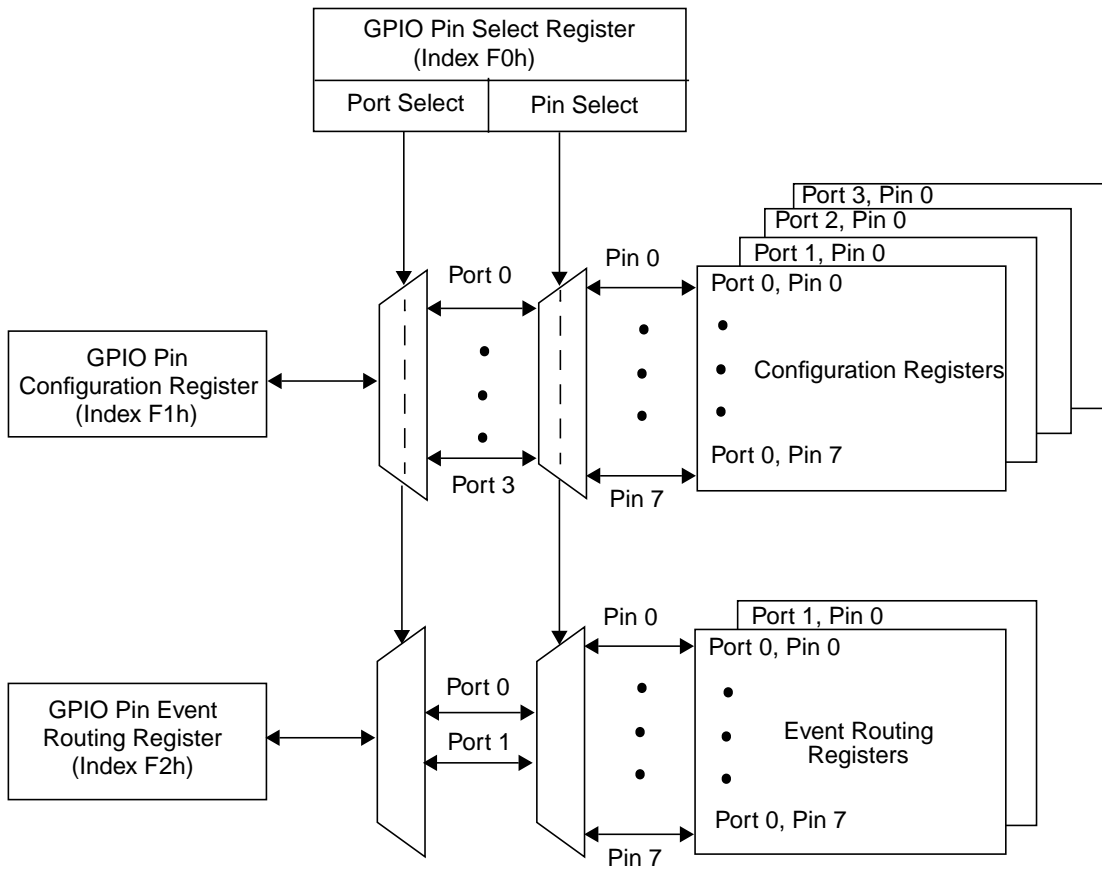 GPIO Pin Select Register
(Index F0h)
Port Select
Pin Select
Port 3, Pin 0
Port 2, Pin 0
Port 1, Pin 0
Port 0
Pin 0
Port 0, Pin 0
GPIO Pin
Configuration Register
(Index F1h)
Configuration Registers
Port 0, Pin 7
Port 3
Pin 7
Port 1, Pin 0
Pin 0
Port 0, Pin 0
Port 0
GPIO Pin Event
Routing Register
(Index F2h)
Port 1
Event Routing
Registers
Port 0, Pin 7
Pin 7